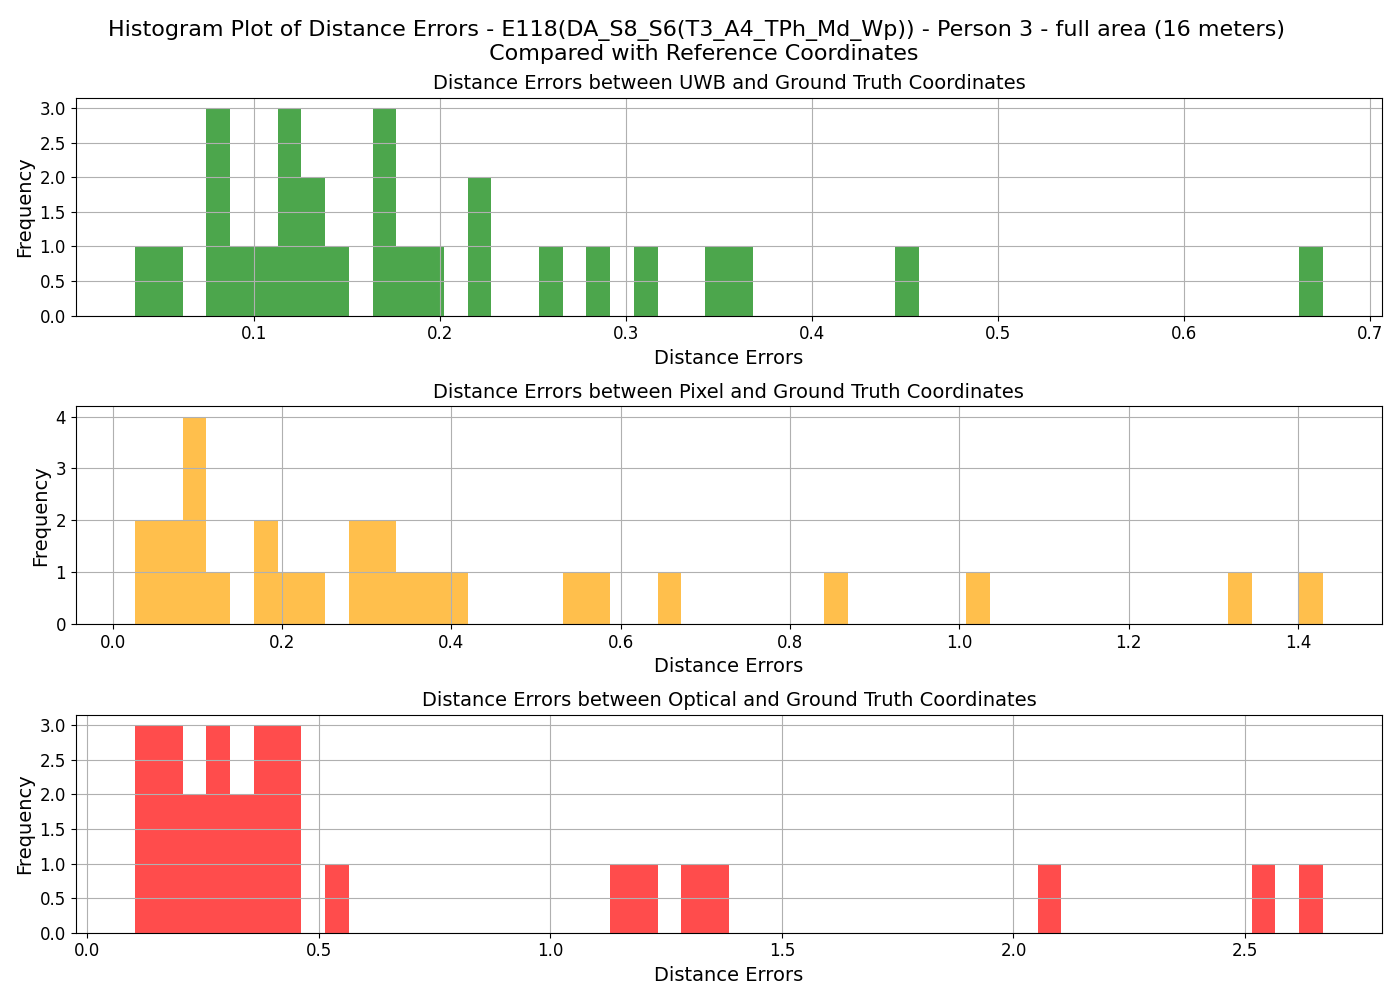 Histogram Plot of Distance Errors - E118(DA_S8_S6(T3_A4_TPh_Md_Wp)) - Person 3 - full area (16 meters)
Compared with Reference Coordinates
Distance Errors between UWB and Ground Truth Coordinates
3.0
2.5
2.0
1.5
1.0
0.5
0.0
Frequency
0.1 0.2 0.3 0.4 0.5 0.6 0.7
Distance Errors
Distance Errors between Pixel and Ground Truth Coordinates
4
3
2
1
0
Frequency
0.0 0.2 0.4 0.6 0.8 1.0 1.2 1.4
Distance Errors
Distance Errors between Optical and Ground Truth Coordinates
3.0
2.5
2.0
1.5
1.0
0.5
0.0
Frequency
0.0 0.5 1.0 1.5 2.0 2.5
Distance Errors